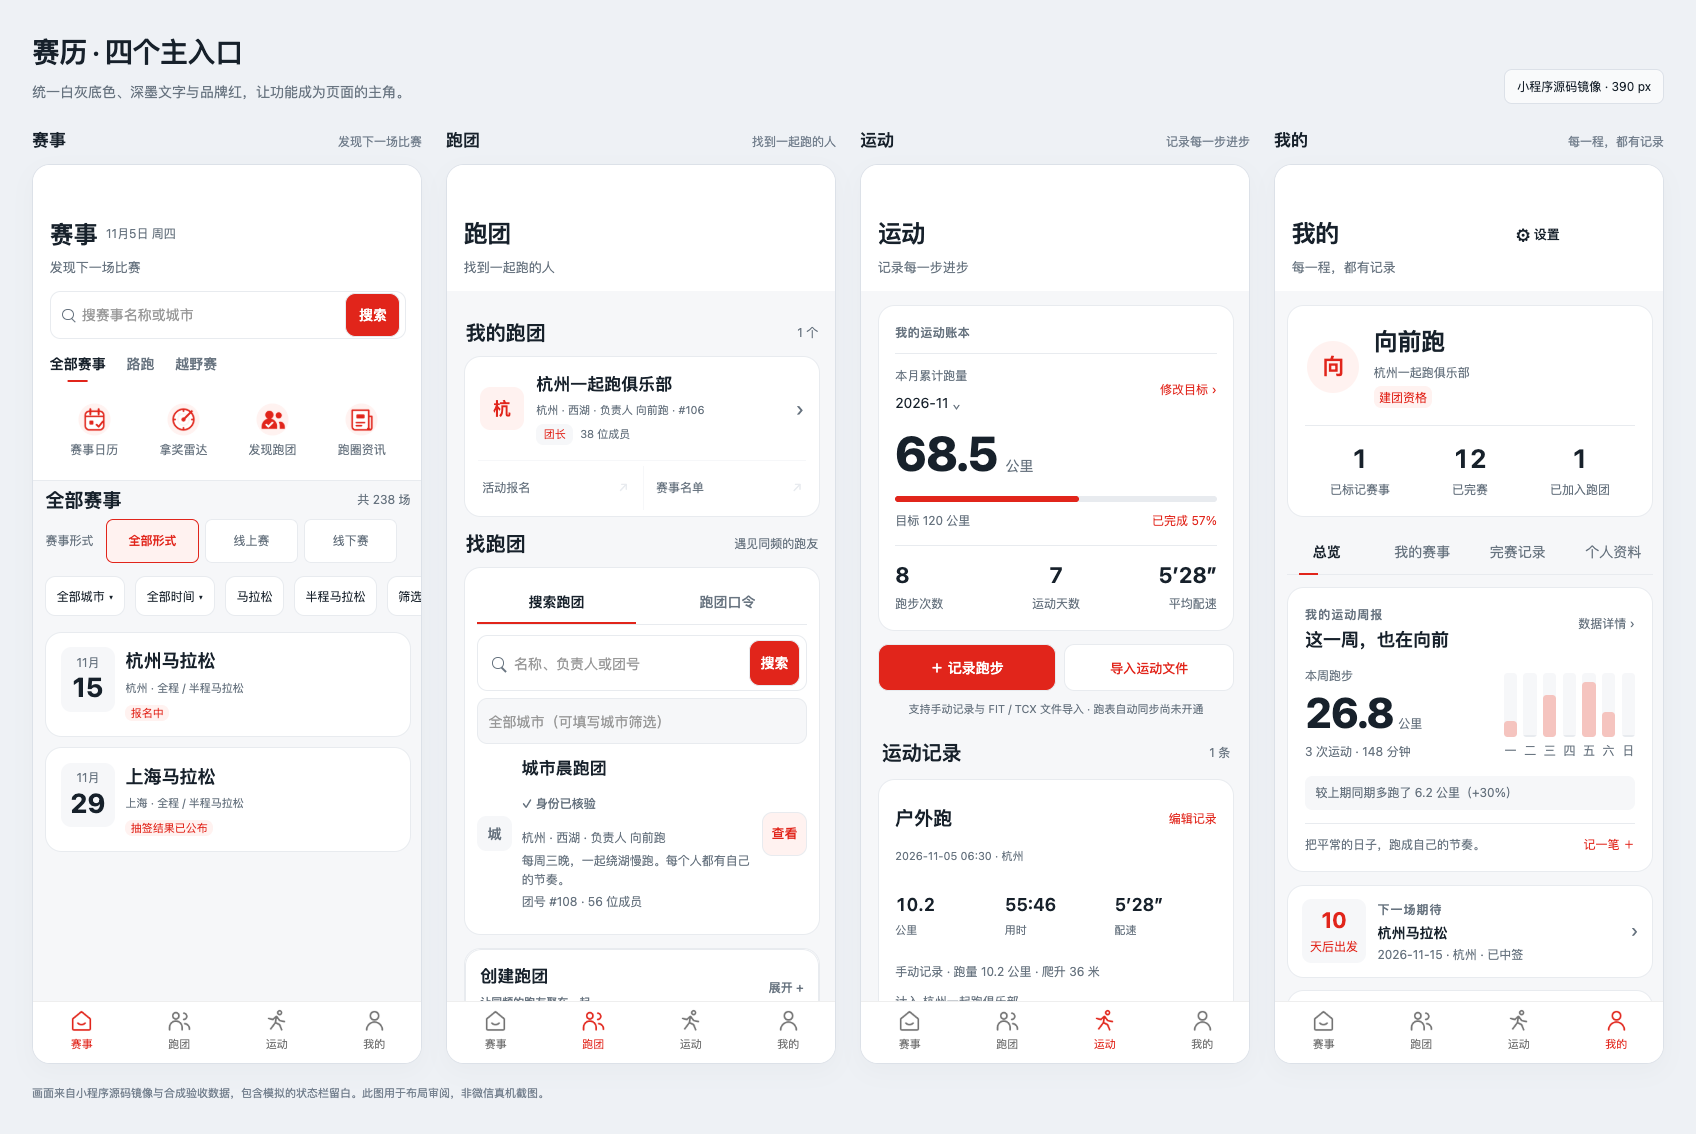 赛历 · 四个主入口
统一白灰底色、深墨文字与品牌红，让功能成为页面的主角。
小程序源码镜像 · 390 px
赛事
发现下一场比赛
赛事 11月5日 周四
发现下一场比赛
搜赛事名称或城市
搜索
全部赛事 路跑 越野赛
赛事日历 拿奖雷达 发现跑团 跑圈资讯
全部赛事
共 238 场
赛事形式 全部形式 线上赛 线下赛
全部城市 全部时间 马拉松 半程马拉松 筛选
11月
15
杭州马拉松
杭州 · 全程 / 半程马拉松
报名中
11月
29
上海马拉松
上海 · 全程 / 半程马拉松
抽签结果已公布
赛事 跑团 运动 我的
跑团
找到一起跑的人
跑团
找到一起跑的人
我的跑团
1 个
杭
杭州一起跑俱乐部
杭州 · 西湖 · 负责人 向前跑 · #106
团长 38 位成员
活动报名 赛事名单
找跑团
遇见同频的跑友
搜索跑团 跑团口令
名称、负责人或团号
搜索
全部城市（可填写城市筛选）
城市晨跑团
✓ 身份已核验
城
杭州 · 西湖 · 负责人 向前跑
每周三晚，一起绕湖慢跑。每个人都有自己
的节奏。
团号 #108 · 56 位成员
查看
创建跑团
展开 +
赛事 跑团 运动 我的
运动
记录每一步进步
运动
记录每一步进步
我的运动账本
本月累计跑量
2026-11
修改目标 ›
68.5 公里
目标 120 公里
已完成 57%
8 7 5′28″
跑步次数 运动天数 平均配速
+ 记录跑步
导入运动文件
支持手动记录与 FIT / TCX 文件导入 · 跑表自动同步尚未开通
运动记录
1 条
户外跑
编辑记录
2026-11-05 06:30 · 杭州
10.2 55:46 5′28″
公里 用时 配速
手动记录 · 跑量 10.2 公里 · 爬升 36 米
计入 杭州一起跑俱乐部
赛事 跑团 运动 我的
我的
每一程，都有记录
我的
设置
每一程，都有记录
向
向前跑
杭州一起跑俱乐部
建团资格
1 12 1
已标记赛事 已完赛 已加入跑团
总览 我的赛事 完赛记录 个人资料
我的运动周报
这一周，也在向前
数据详情 ›
本周跑步
26.8 公里
3 次运动 · 148 分钟
一 二 三 四 五 六 日
较上期同期多跑了 6.2 公里（+30%）
把平常的日子，跑成自己的节奏。
记一笔 +
10
天后出发
下一场期待
杭州马拉松
2026-11-15 · 杭州 · 已中签
赛事 跑团 运动 我的
画面来自小程序源码镜像与合成验收数据，包含模拟的状态栏留白。此图用于布局审阅，非微信真机截图。